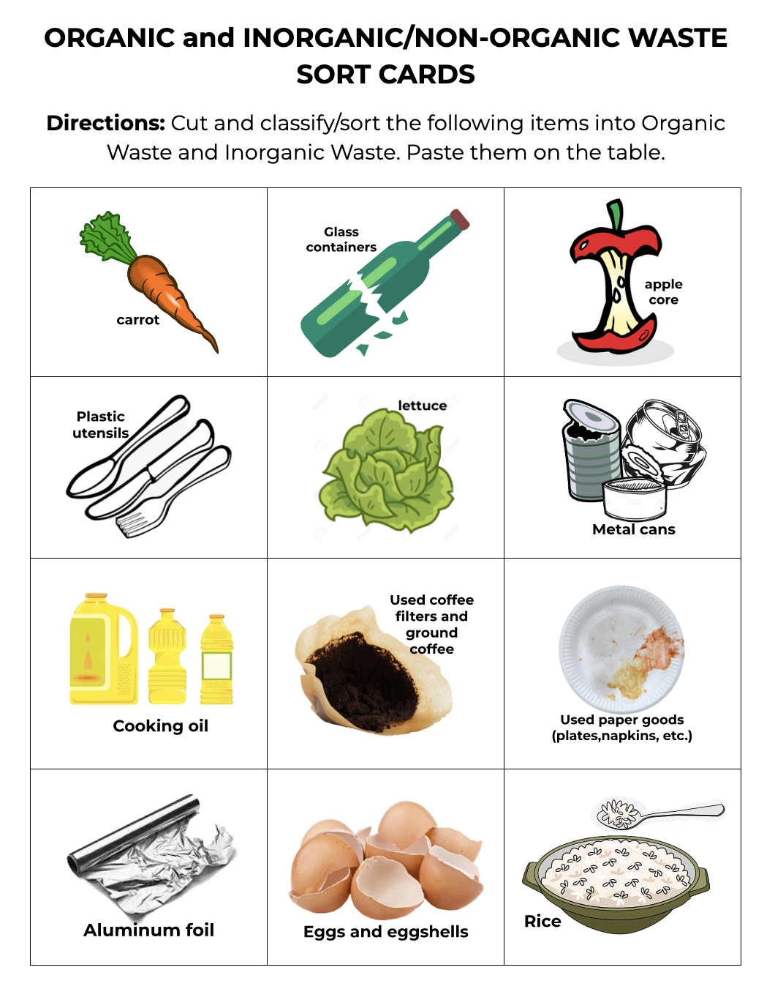 ORGANIC and INORGANIC/NON-ORGANIC WASTE
SORT CARDS
Directions: Cut and classify/sort the following items into Organic
Waste and Inorganic Waste. Paste them on the table.
carrot
Glass
containers
apple
core
Plastic
utensils
lettuce
Metal cans
Cooking oil
Used coffee
filters and
ground
coffee
Used paper goods
(plates,napkins, etc.)
Aluminum foil
Eggs and eggshells
Rice